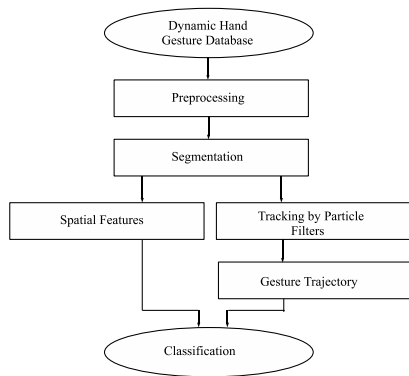 Dynamic Hand
Gesture Database
Preprocessing
Segmentation
Spatial Features
Tracking by Particle
Filters
Gesture Trajectory
Classification